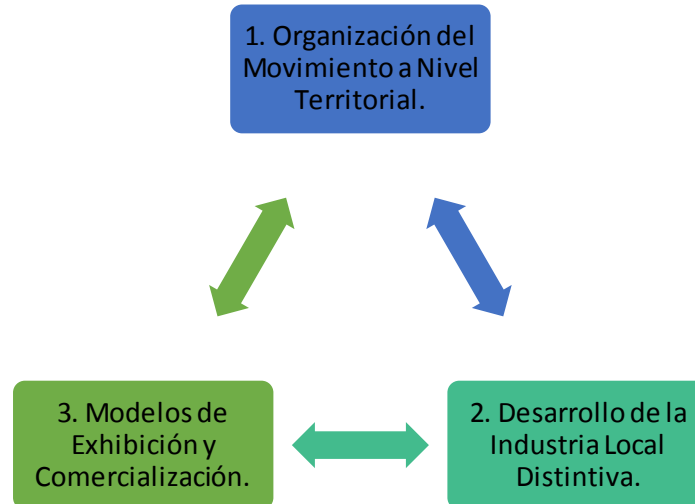 1. Organización del
Movimiento a Nivel
Territorial.
3. Modelos de
Exhibición y
Comercialización.
2. Desarrollo de la
Industria Local
Distintiva.